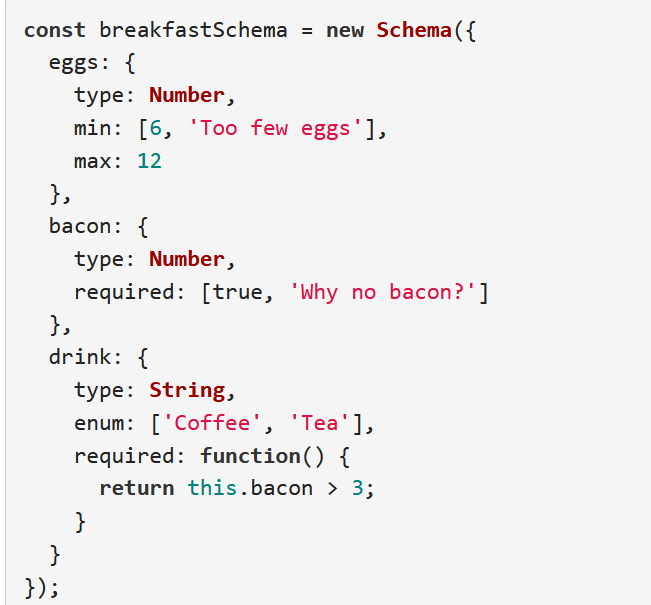 const breakfastSchema = new Schema({
  eggs: {
    type: Number,
    min: [6, 'Too few eggs'],
    max: 12
  },
  bacon: {
    type: Number,
    required: [true, 'Why no bacon?']
  },
  drink: {
    type: String,
    enum: ['Coffee', 'Tea'],
    required: function() {
      return this.bacon > 3;
    }
  }
});